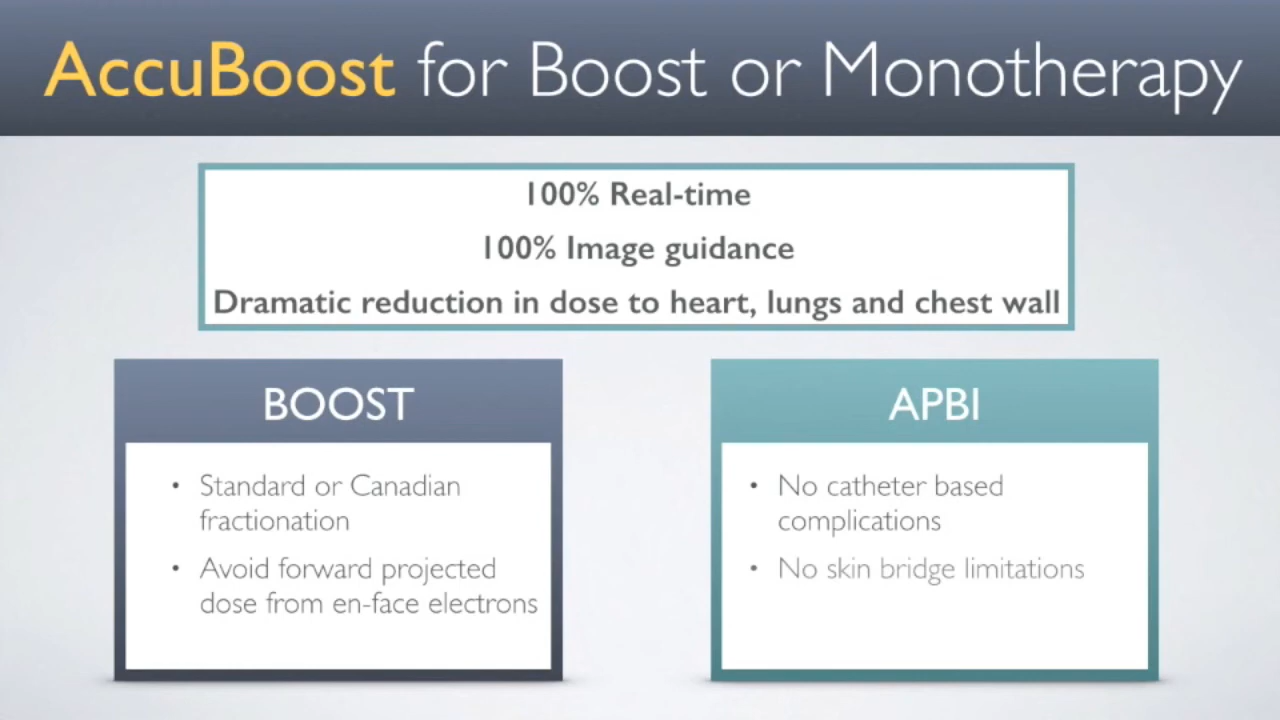 AccuBoost for Boost or Monotherapy
100% Real-time
100% Image guidance
Dramatic reduction in dose to heart, lungs and chest wall
BOOST
• Standard or Canadian
fractionation
• Avoid forward projected
dose from en-face electrons
APBI
• No catheter based
complications
• No skin bridge limitations